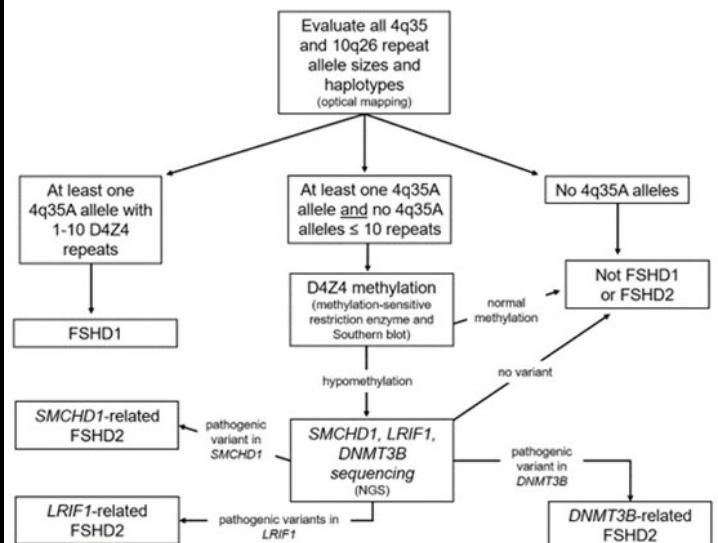 Evaluate all 4q35
and 10q26 repeat
allele sizes and
haplotypes
(optical mapping)
At least one
4q35A allele with
1-10 D4Z4
repeats
At least one 4q35A
allele and no 4q35A
alleles ≤ 10 repeats
No 4q35A alleles
FSHD1
D4Z4 methylation
(methylation-sensitive
restriction enzyme and
Southern blot)
normal
methylation
Not FSHD1
or FSHD2
hypomethylation
no variant
SMCHD1-related
FSHD2
pathogenic
variant in
SMCHD1
SMCHD1, LRIF1,
DNMT3B
sequencing
(NGS)
pathogenic
variant in
DNMT3B
LRIF1-related
FSHD2
pathogenic variants in
LRIF1
DNMT3B-related
FSHD2